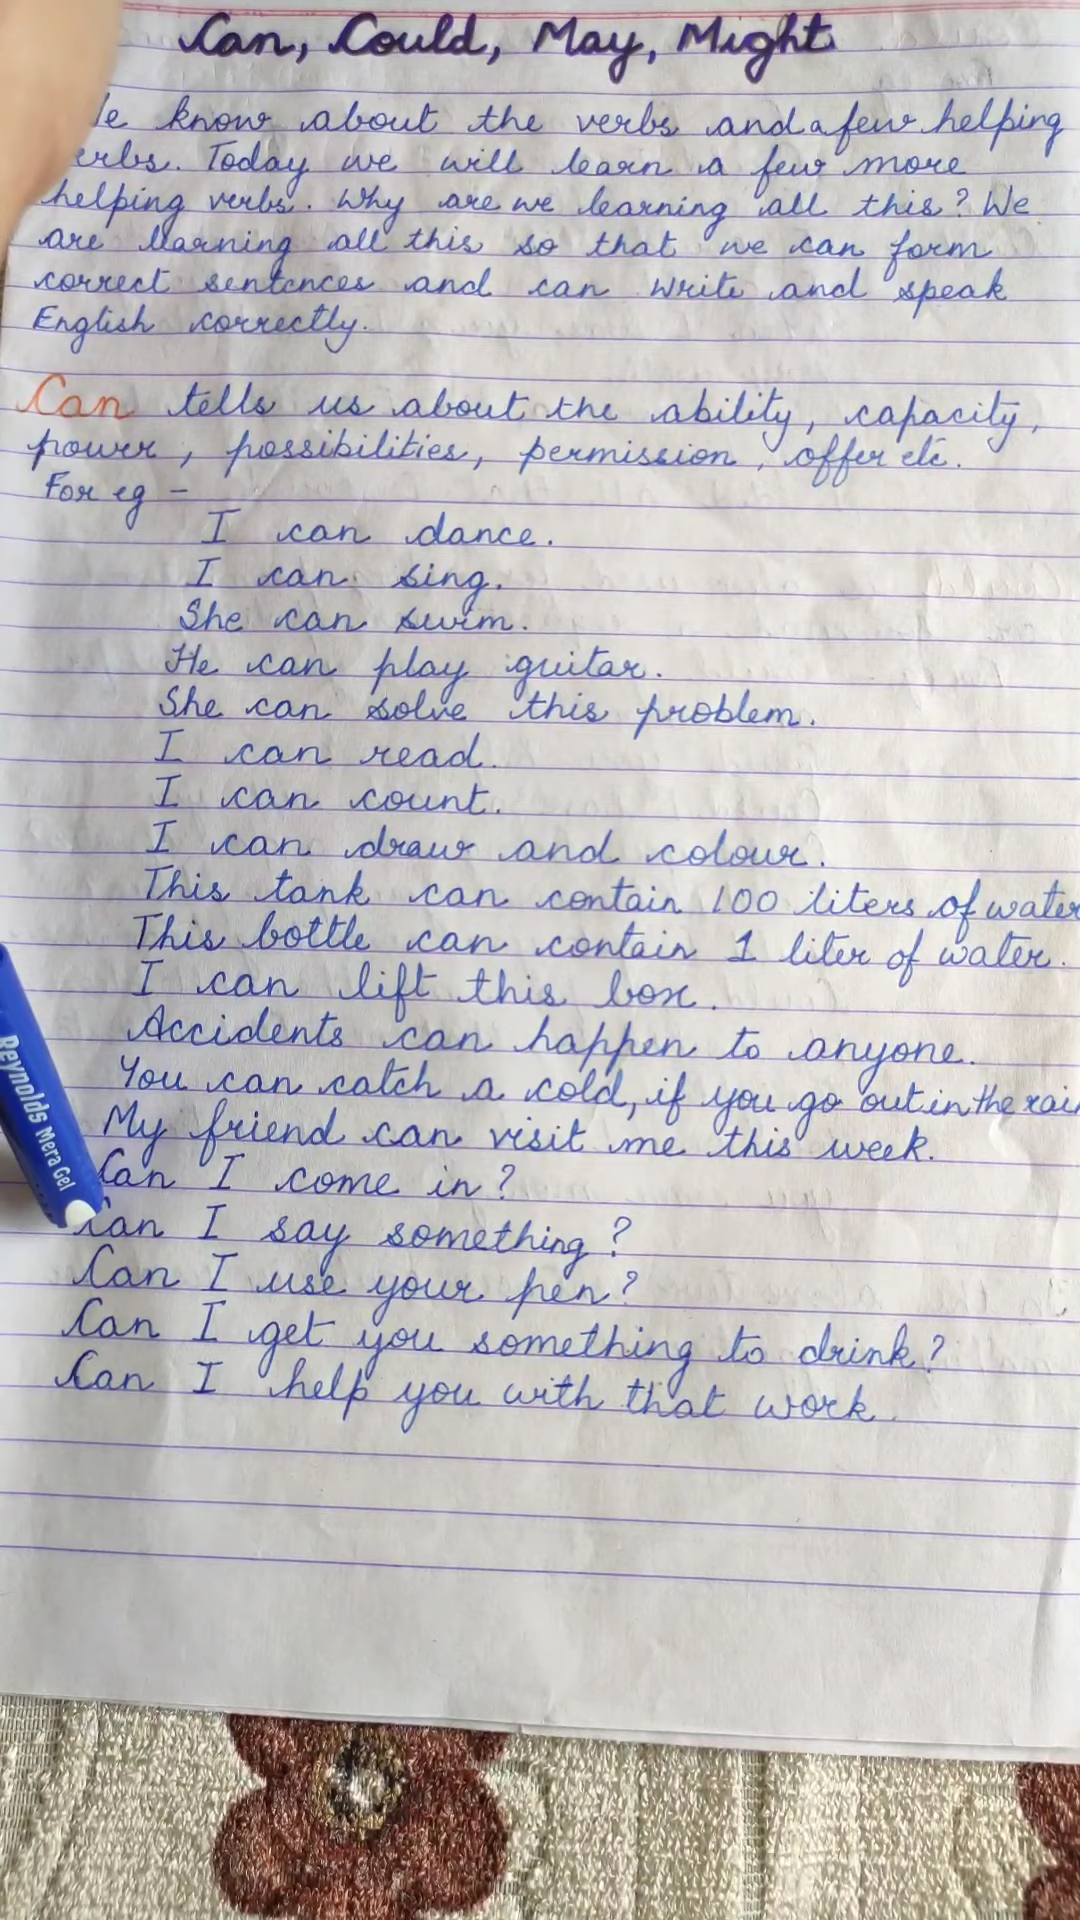 Can, Could, May, Might
know about the verbs and a few helping
verbs. Today we will learn a few more
helping verbs. Why are we learning all this? We
are learning all this so that we can form
correct sentences and can write and speak
English correctly.
Can tells us about the ability, capacity,
power, possibilities, permission, offer etc.
For eg -
I can dance.
I can sing.
She can swim.
He can play guitar.
She can solve this problem.
I can read.
I can count.
I can draw and colour.
This tank can contain 100 liters of water
This bottle can contain 1 liter of water.
I can lift this box.
Accidents can happen to anyone.
You can catch a cold, if you go out in the rain
My friend can visit me this week.
Can I come in?
Can I say something?
Can I use your pen?
Can I get you something to drink?
Can I help you with that work.
Reynolds Mera Gel